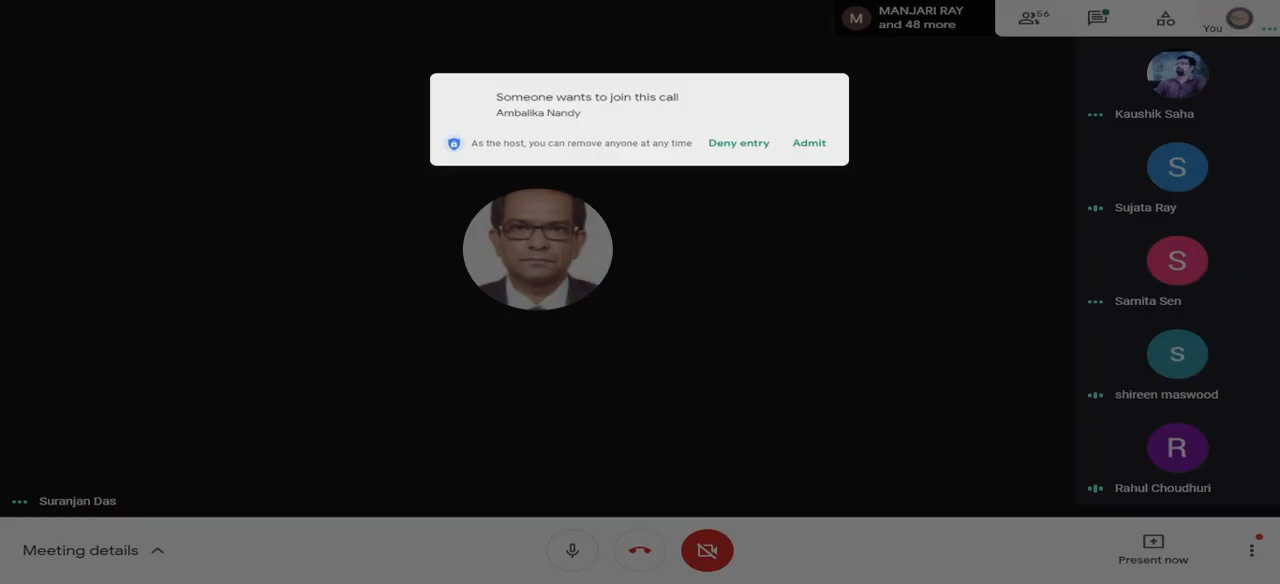 M
MANJARI RAY
and 48 more
56
You
Someone wants to join this call
Ambalika Nandy
As the host, you can remove anyone at any time
Deny entry
Admit
Kaushik Saha
S
Sujata Ray
S
Samita Sen
s
shireen maswood
R
Rahul Choudhuri
Suranjan Das
Meeting details
Present now